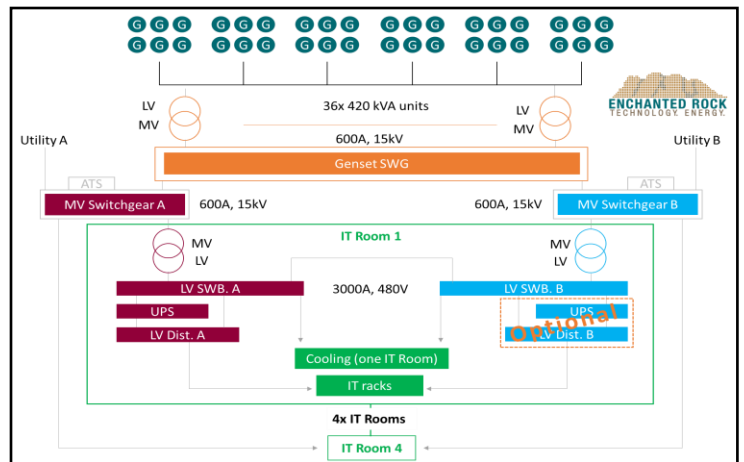 G G G G G G G G G G G G G G G G G G
G G G G G G G G G G G G G G G G G G
LV
MV
36x 420 kVA units
LV
MV
ENCHANTED ROCK
TECHNOLOGY. ENERGY.
Utility A
600A, 15kV
Utility B
Genset SWG
ATS
ATS
MV Switchgear A
600A, 15kV
600A, 15kV
MV Switchgear B
IT Room 1
MV
LV
MV
LV
LV SWB. A
3000A, 480V
LV SWB. B
UPS
UPS
Optional
LV Dist. A
LV Dist. B
Cooling (one IT Room)
IT racks
4x IT Rooms
IT Room 4